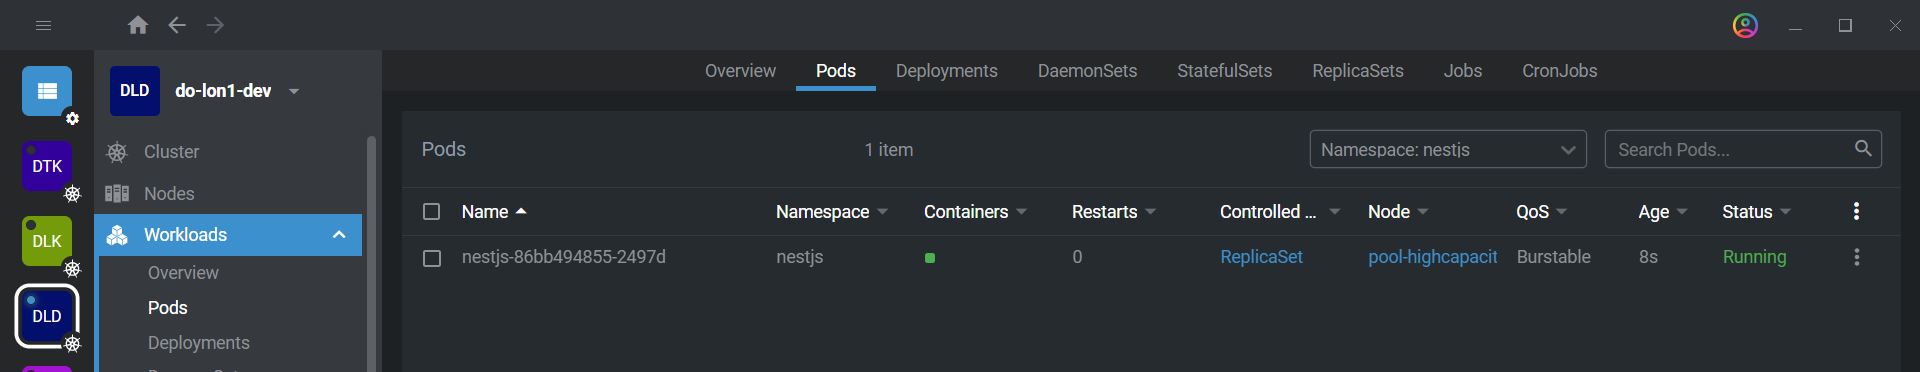 Overview Pods Deployments DaemonSets StatefulSets ReplicaSets Jobs CronJobs
DLD do-lon1-dev
DTK
DLK
DLD
Cluster
Nodes
Workloads
Overview
Pods
Deployments
Pods 1 item Namespace: nestjs Search Pods...
Name Namespace Containers Restarts Controlled ... Node QoS Age Status
nestjs-86bb494855-2497d nestjs 0 ReplicaSet pool-highcapacit Burstable 8s Running